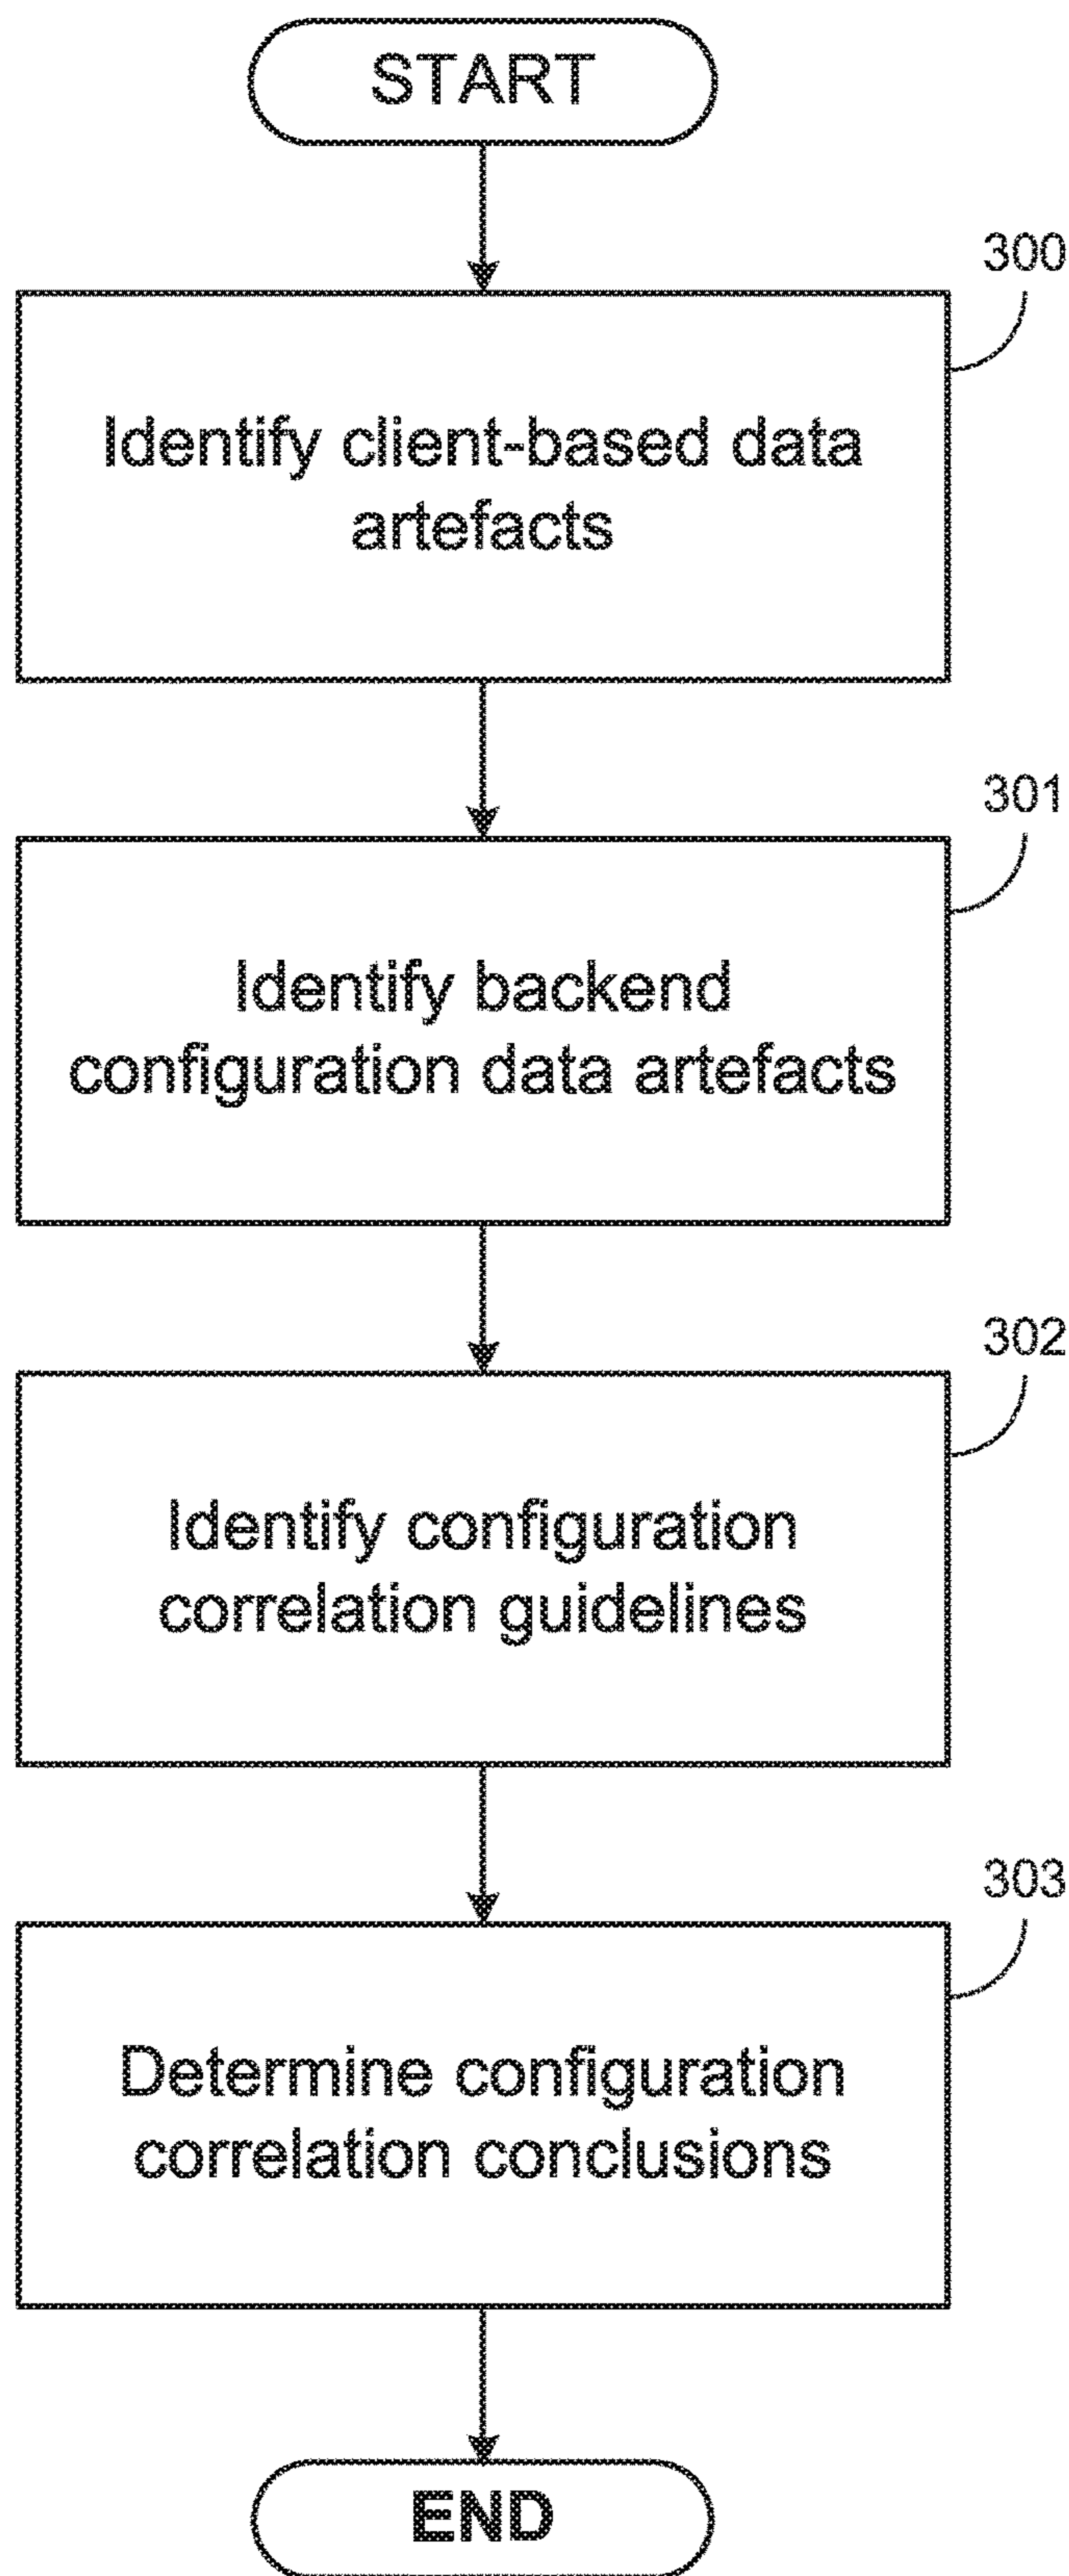 START
300
Identify client-based data
artefacts
301
Identify backend
configuration data artefacts
302
Identify configuration
correlation guidelines
303
Determine configuration
correlation conclusions
END